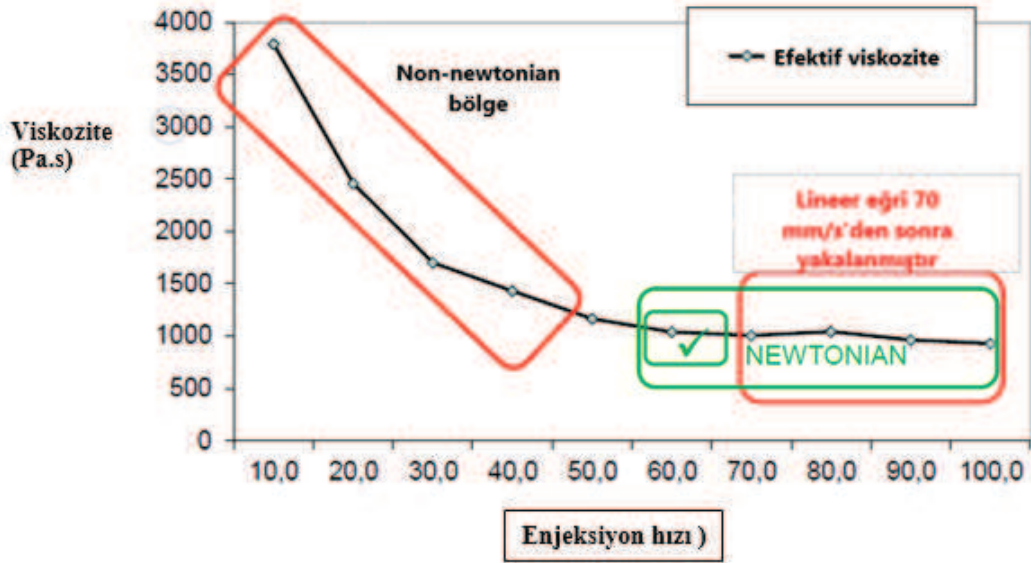 4000
3500
3000
2500
2000
1500
1000
500
0
Viskozite
(Pa.s)
Non-newtonian
bölge
Efektif viskozite
Lineer eğri 70
mm/s'den sonra
yakalanmıştır
NEWTONIAN
10,0 20,0 30,0 40,0 50,0 60,0 70,0 80,0 90,0 100,0
Enjeksiyon hızı )